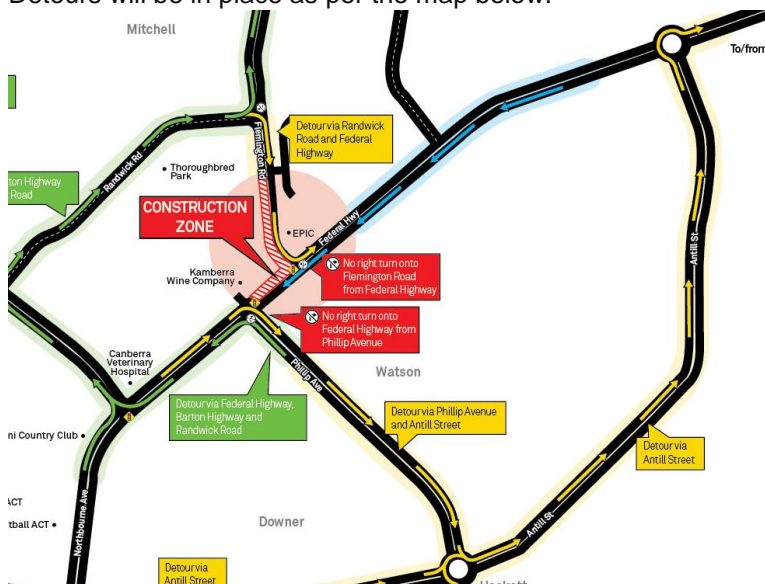 Detours will be in place as per the map below:
Mitchell
To/from
Detour via Randwick
Road and Federal
Highway
Flemington Rd
Randwick Rd
Thoroughbred
Park
ton Highway
Road
CONSTRUCTION
ZONE
EPIC
Federal Hwy
Antill St
Kamberra
Wine Company
No right turn onto
Flemington Road
from Federal Highway
No right turn onto
Federal Highway from
Phillip Avenue
Canberra
Veterinary
Hospital
Phillip Ave
Watson
Detour via Federal Highway,
Barton Highway and
Randwick Road
Detour via Phillip Avenue
and Antill Street
ni Country Club
Detour via
Antill Street
Northbourne Ave
ACT
tball ACT
Downer
Antill St
Detour via
Antill Street
Hackett